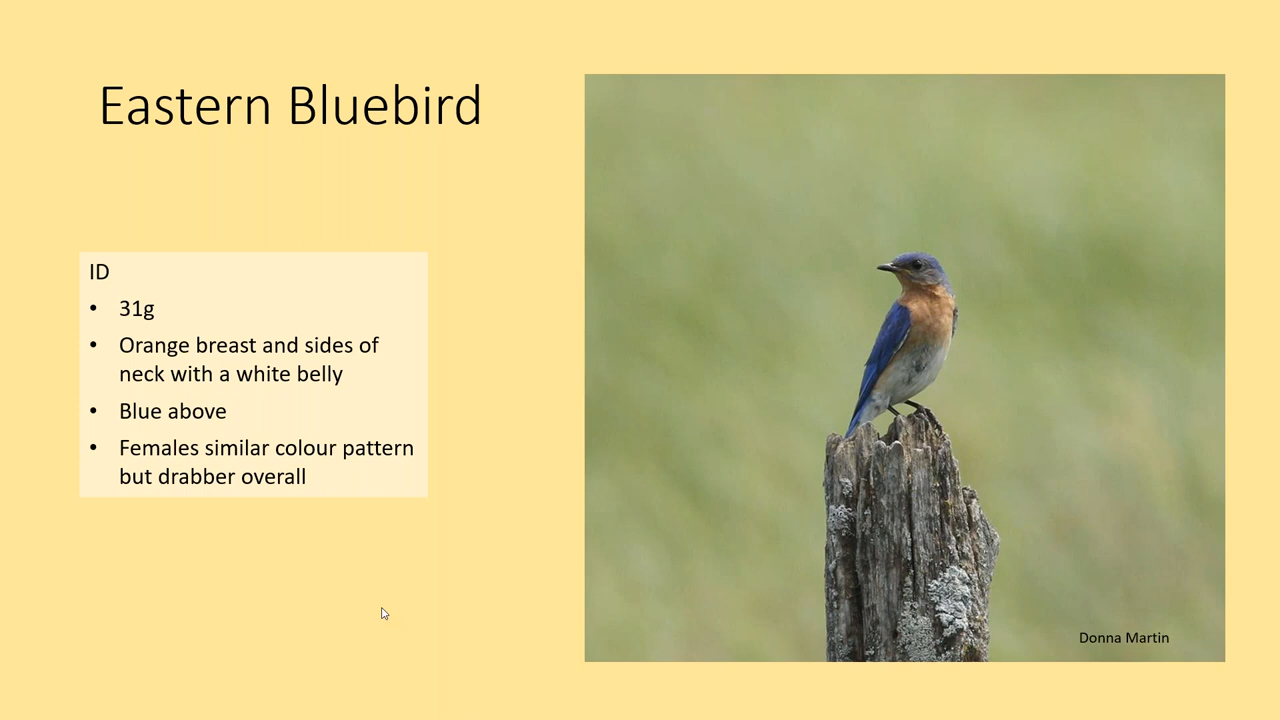 Eastern Bluebird
ID
• 31g
• Orange breast and sides of
neck with a white belly
• Blue above
• Females similar colour pattern
but drabber overall
Donna Martin